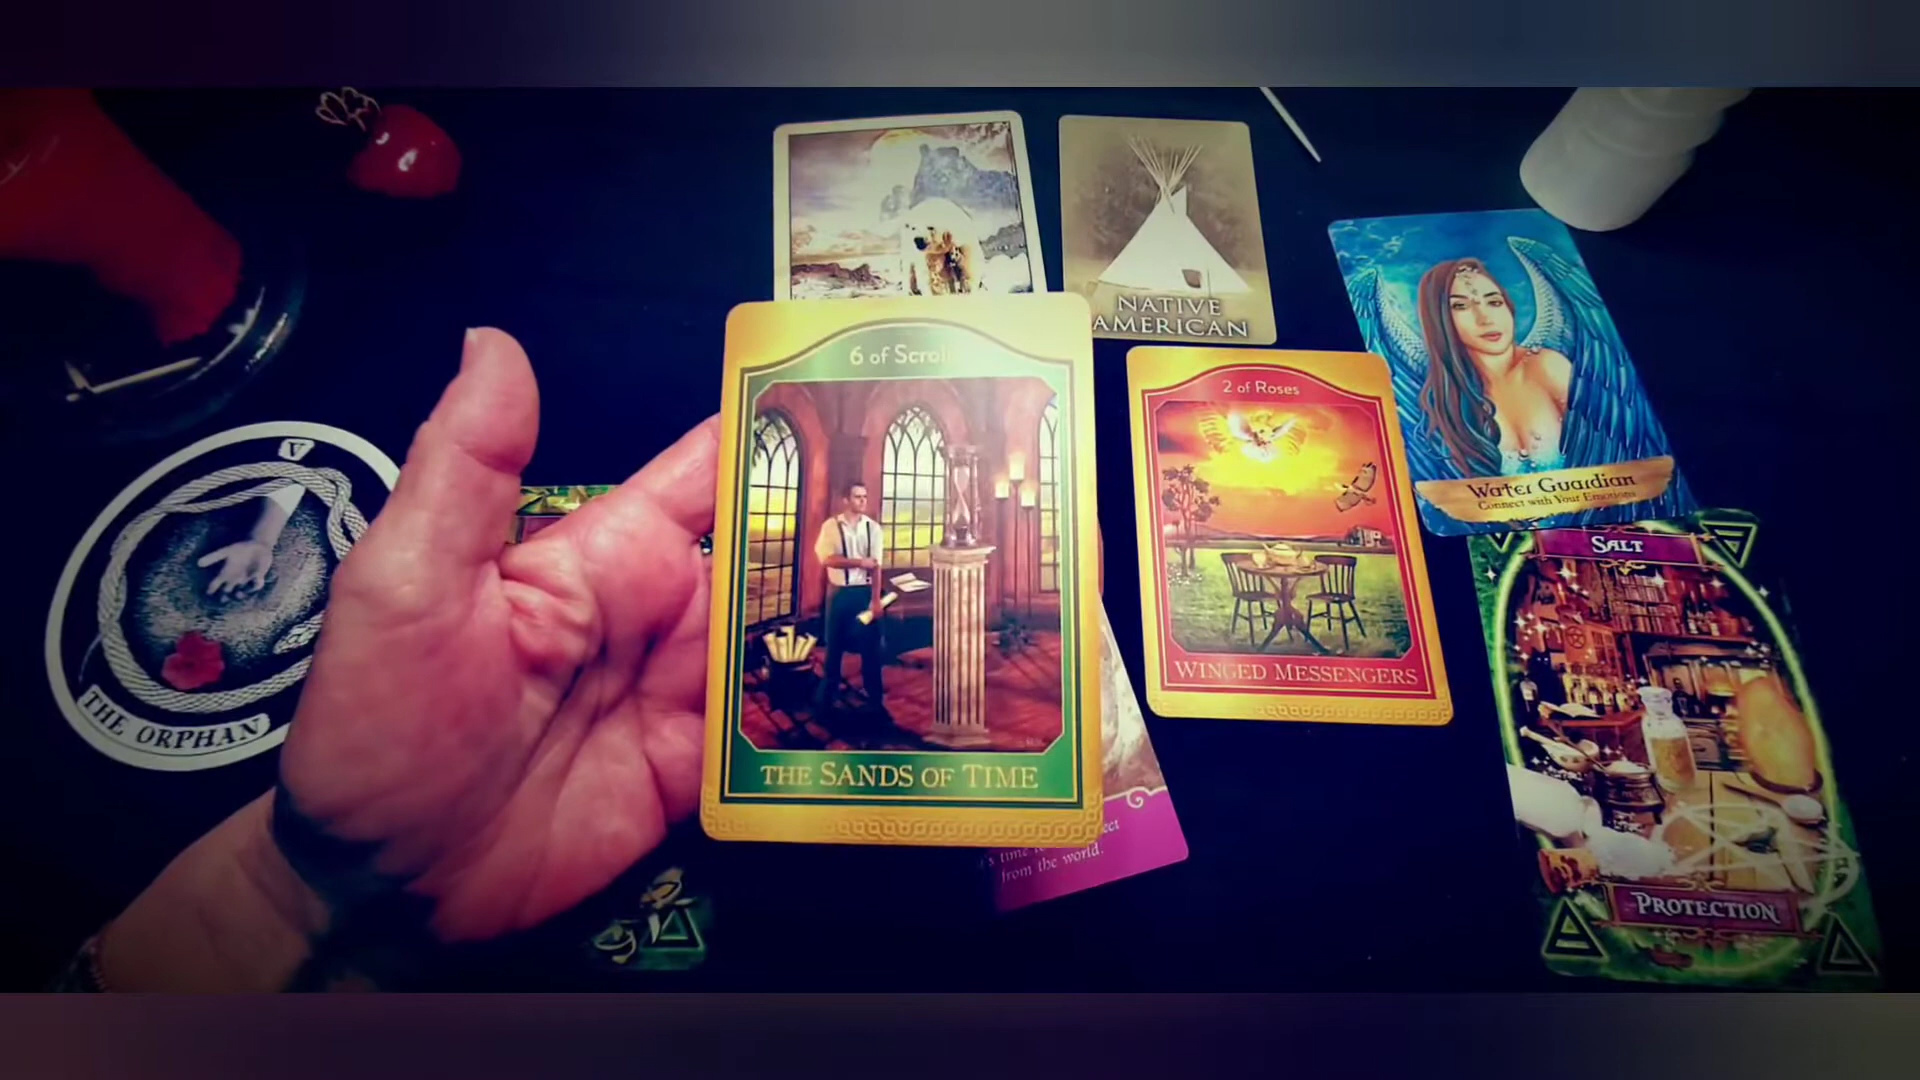 NATIVE
AMERICAN
6 of Scroll
2 of Roses
V
Water Guardian
Connect with Your Emotions
SALT
WINGED MESSENGERS
THE ORPHAN
THE SANDS OF TIME
time
from the world.
PROTECTION